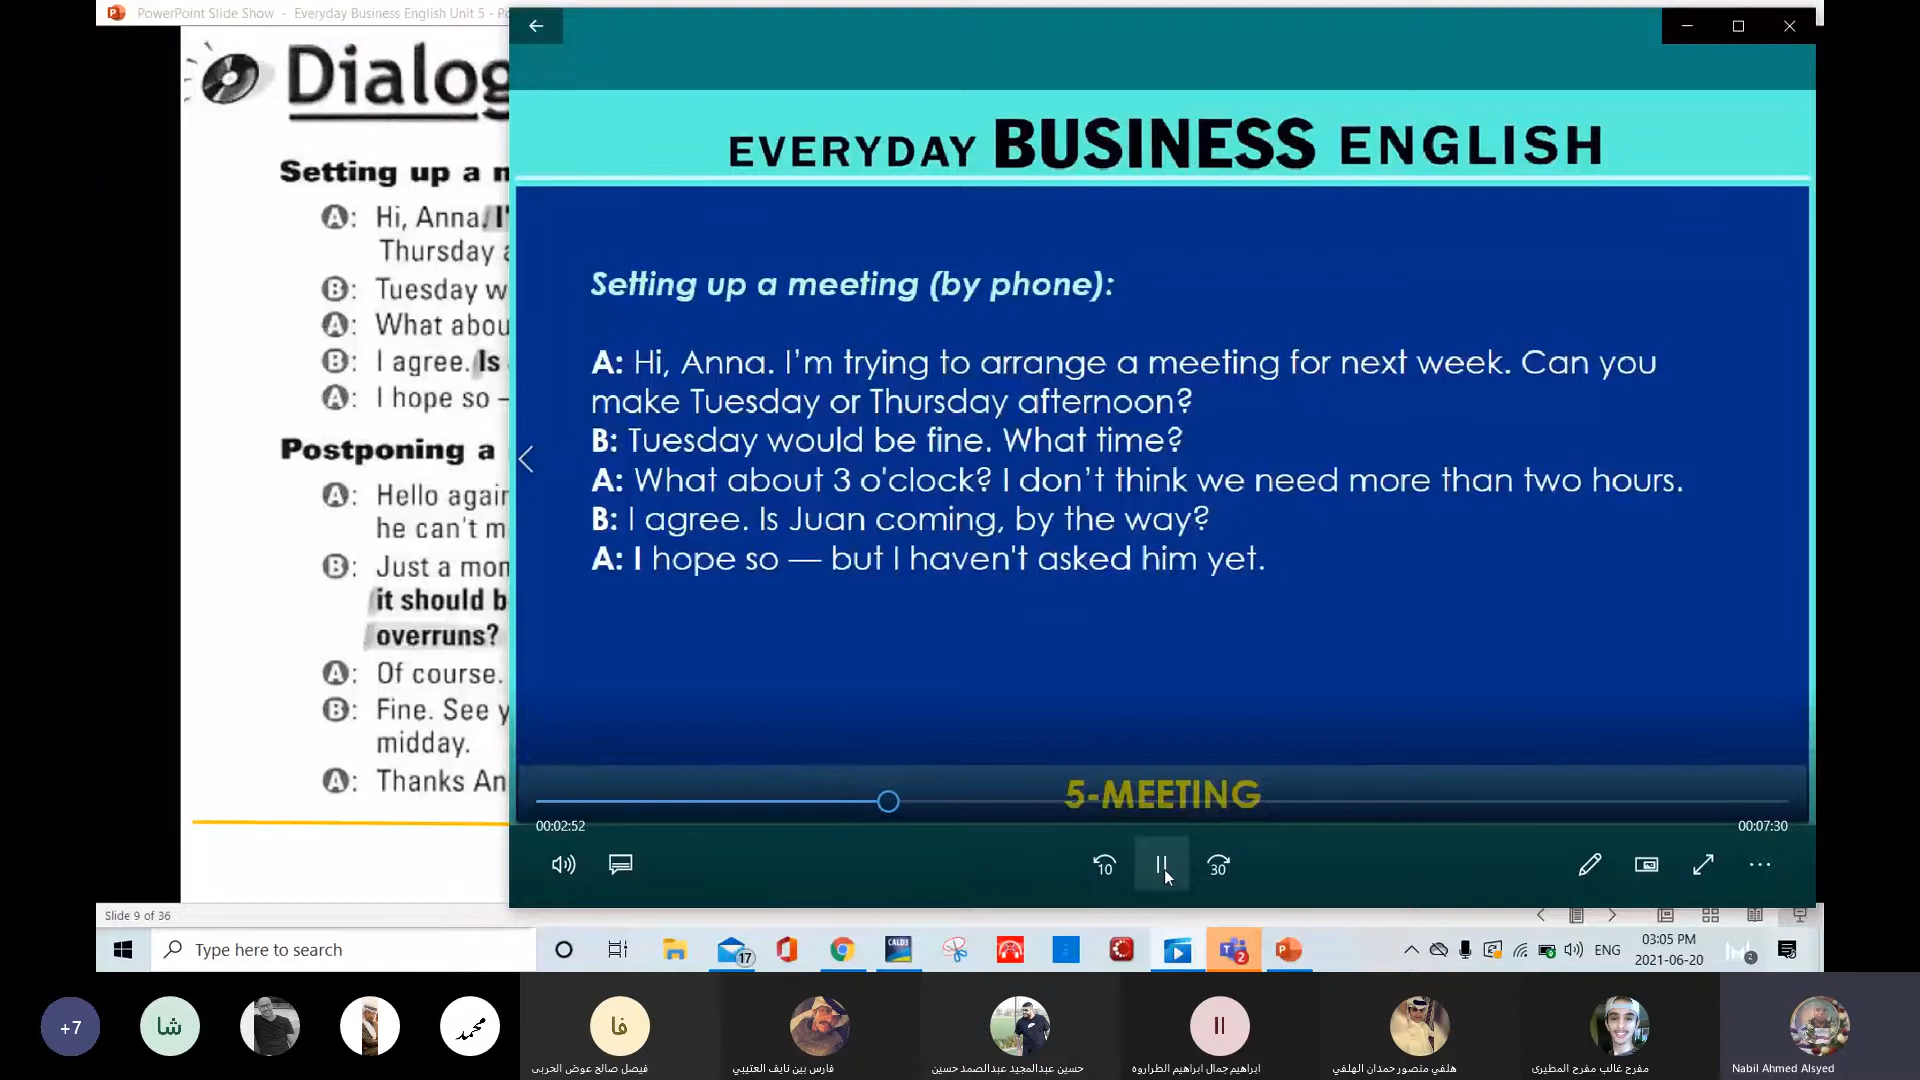 PowerPoint Slide Show - Everyday Business English Unit 5 -
Dialog
Setting up a
A: Hi, Anna.
Thursday
B: Tuesday
A: What
B: I agree. Is
A: I hope so –
Postponing a
A: Hello
he can't
B: Just a
it should
overruns?
A: Of course.
B: Fine. See
midday.
A: Thanks
EVERYDAY BUSINESS ENGLISH
Setting up a meeting (by phone):
A: Hi, Anna. I'm trying to arrange a meeting for next week. Can you
make Tuesday or Thursday afternoon?
B: Tuesday would be fine. What time?
A: What about 3 o'clock? I don't think we need more than two hours.
B: I agree. Is Juan coming, by the way?
A: I hope so — but I haven't asked him yet.
5-MEETING
00:02:52
00:07:30
10
30
Slide 9 of 36
Type here to search
17
CALD3
2
ENG
03:05 PM
2021-06-20
2
+7
شا
محمد
فا
II
فيصل صالح عوض الحربي
فارس بين نايف العتيبي
حسين عبدالمجيد عبدالصمد حسين
ابراهيم جمال ابراهيم الطراروه
هلفي منصور حمدان الهلفي
مفرح غالب مفرح المطيري
Nabil Ahmed Alsyed